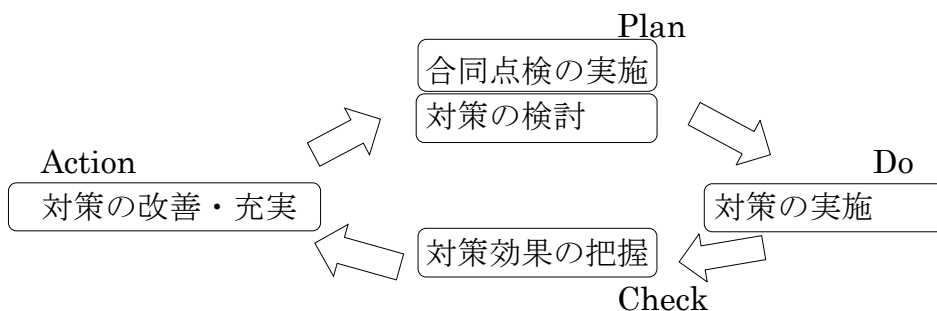 Plan
合同点検の実施
対策の検討
Action
対策の改善・充実
Do
対策の実施
対策効果の把握
Check